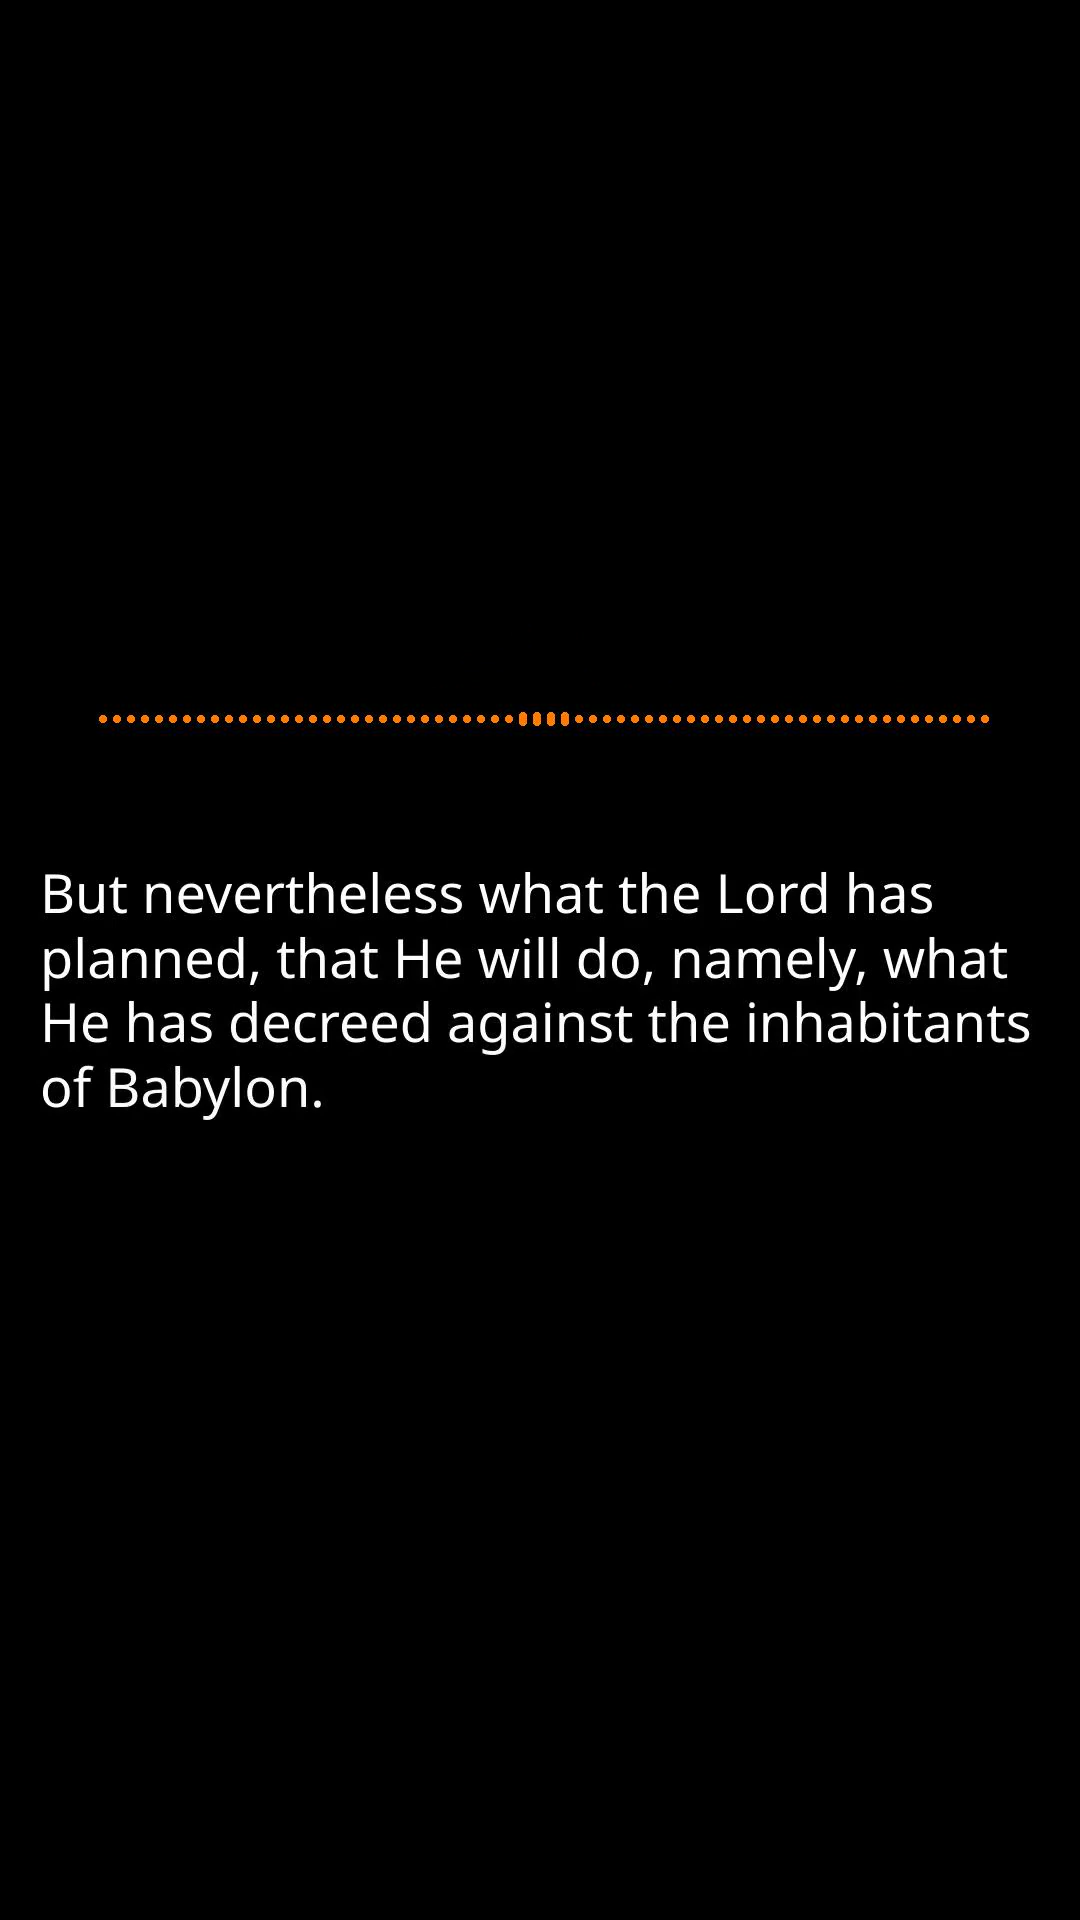 But nevertheless what the Lord has
planned, that He will do, namely, what
He has decreed against the inhabitants
of Babylon.